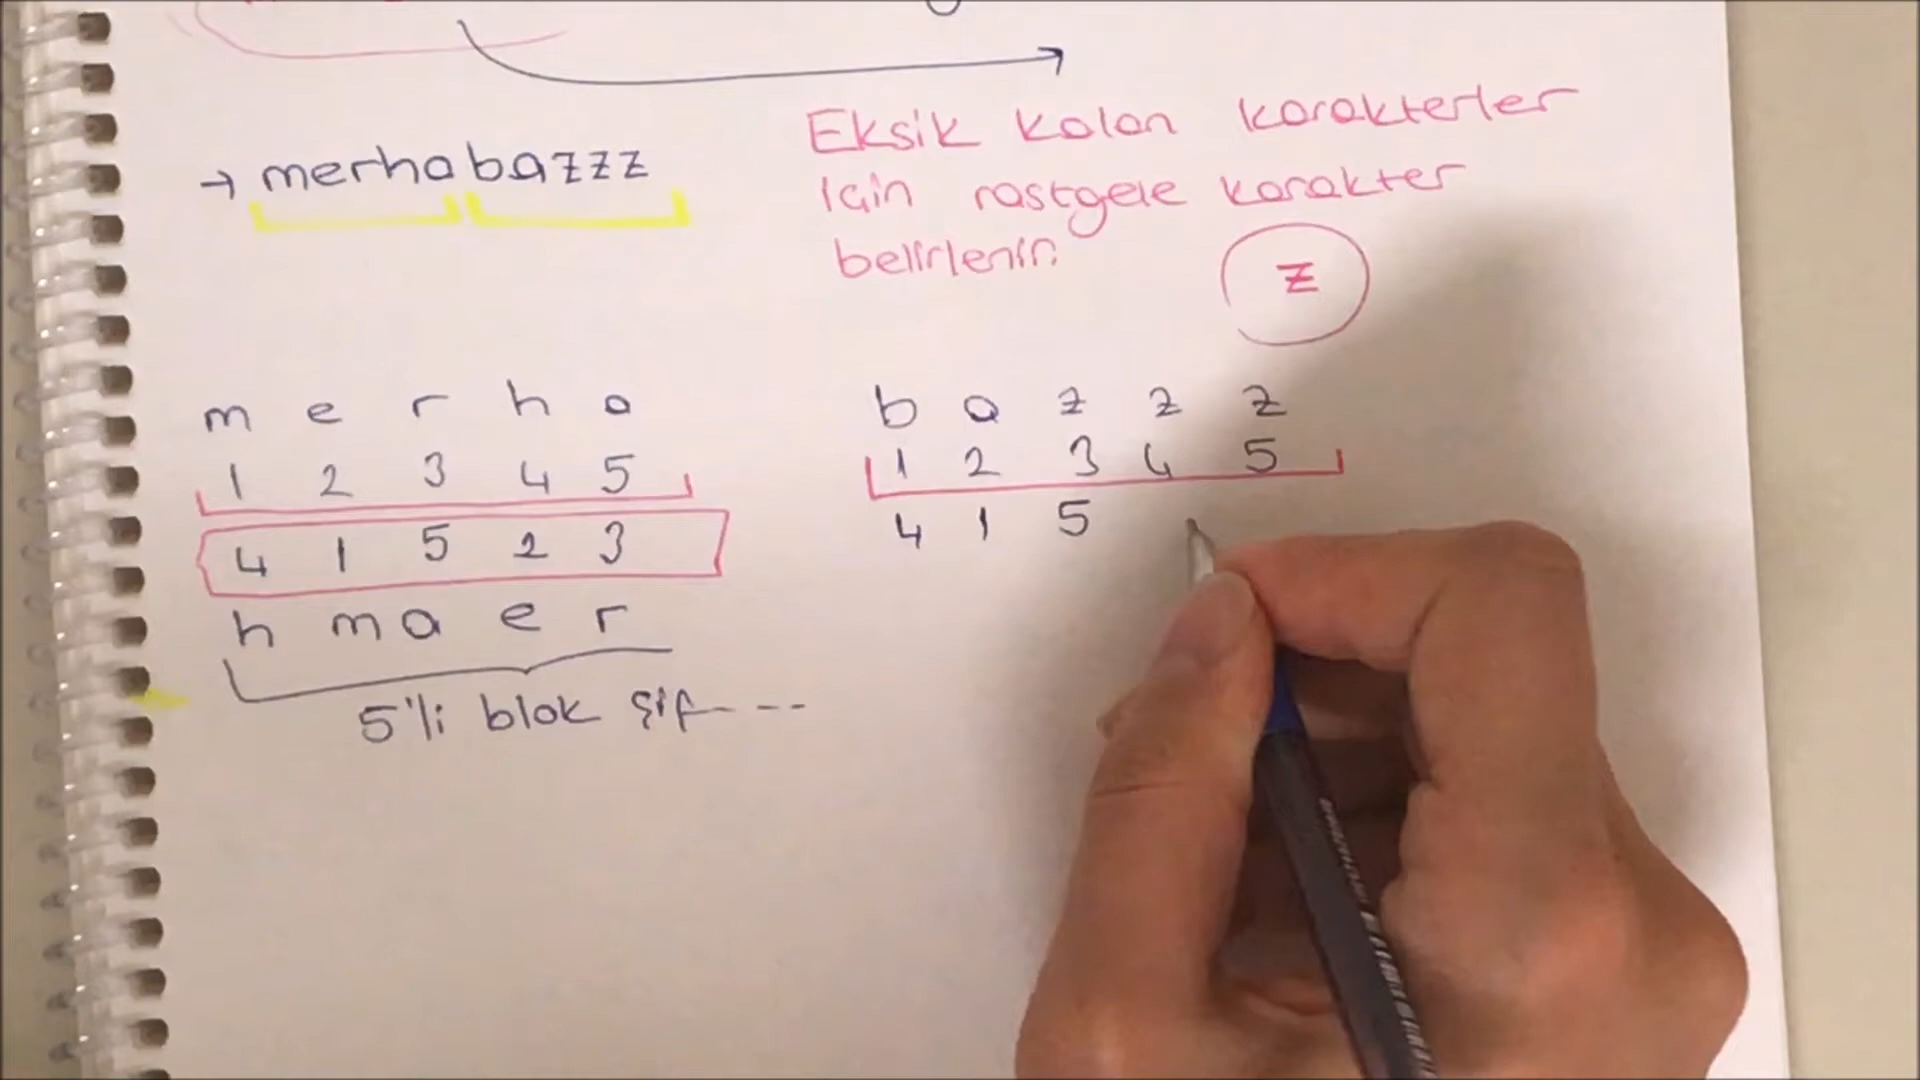 → merhabazzz
Eksik kalan karakterler
için rastgele karakter
belirlenir.
z
m e r h a
1 2 3 4 5
4 1 5 2 3
h m a e r
5'li blok şif----
b a z z z
1 2 3 4 5
4 1 5